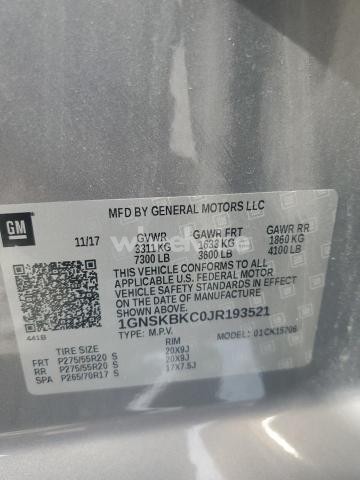 MFD BY GENERAL MOTORS LLC
GM
11/17 GVWR GAWR FRT GAWR RR
3311 KG 1633 KG 1860 KG
7300 LB 3600 LB 4100 LB
THIS VEHICLE CONFORMS TO ALL APPLICABLE
U.S. FEDERAL MOTOR VEHICLE SAFETY
STANDARDS IN EFFECT ON THE DATE OF
MANUFACTURE SHOWN ABOVE.
1GNSKBKC0JR193521
441B TYPE: M.P.V. MODEL: 01CK15706
TIRE SIZE RIM
FRT P275/55R20 S 20X9J
RR P275/55R20 S 20X9J
SPA P265/70R17 S 17X7.5J